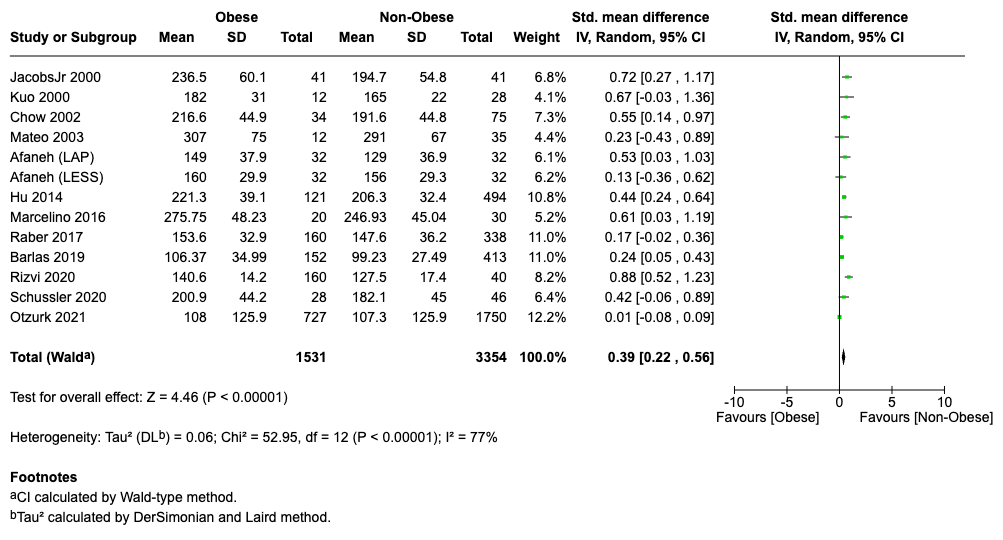 Obese Non-Obese Std. mean difference Std. mean difference
Study or Subgroup Mean SD Total Mean SD Total Weight IV, Random, 95% CI IV, Random, 95% CI
JacobsJr 2000 236.5 60.1 41 194.7 54.8 41 6.8% 0.72 [0.27 , 1.17]
Kuo 2000 182 31 12 165 22 28 4.1% 0.67 [-0.03 , 1.36]
Chow 2002 216.6 44.9 34 191.6 44.8 75 7.3% 0.55 [0.14 , 0.97]
Mateo 2003 307 75 12 291 67 35 4.4% 0.23 [-0.43 , 0.89]
Afaneh (LAP) 149 37.9 32 129 36.9 32 6.1% 0.53 [0.03 , 1.03]
Afaneh (LESS) 160 29.9 32 156 29.3 32 6.2% 0.13 [-0.36 , 0.62]
Hu 2014 221.3 39.1 121 206.3 32.4 494 10.8% 0.44 [0.24 , 0.64]
Marcelino 2016 275.75 48.23 20 246.93 45.04 30 5.2% 0.61 [0.03 , 1.19]
Raber 2017 153.6 32.9 160 147.6 36.2 338 11.0% 0.17 [-0.02 , 0.36]
Barlas 2019 106.37 34.99 152 99.23 27.49 413 11.0% 0.24 [0.05 , 0.43]
Rizvi 2020 140.6 14.2 160 127.5 17.4 40 8.2% 0.88 [0.52 , 1.23]
Schussler 2020 200.9 44.2 28 182.1 45 46 6.4% 0.42 [-0.06 , 0.89]
Otzurk 2021 108 125.9 727 107.3 125.9 1750 12.2% 0.01 [-0.08 , 0.09]
Total (Waldᵃ) 1531 3354 100.0% 0.39 [0.22 , 0.56]
Test for overall effect: Z = 4.46 (P < 0.00001)
-10 -5 0 5 10
Favours [Obese] Favours [Non-Obese]
Heterogeneity: Tau² (DLᵇ) = 0.06; Chi² = 52.95, df = 12 (P < 0.00001); I² = 77%
Footnotes
ᵃCI calculated by Wald-type method.
ᵇTau² calculated by DerSimonian and Laird method.